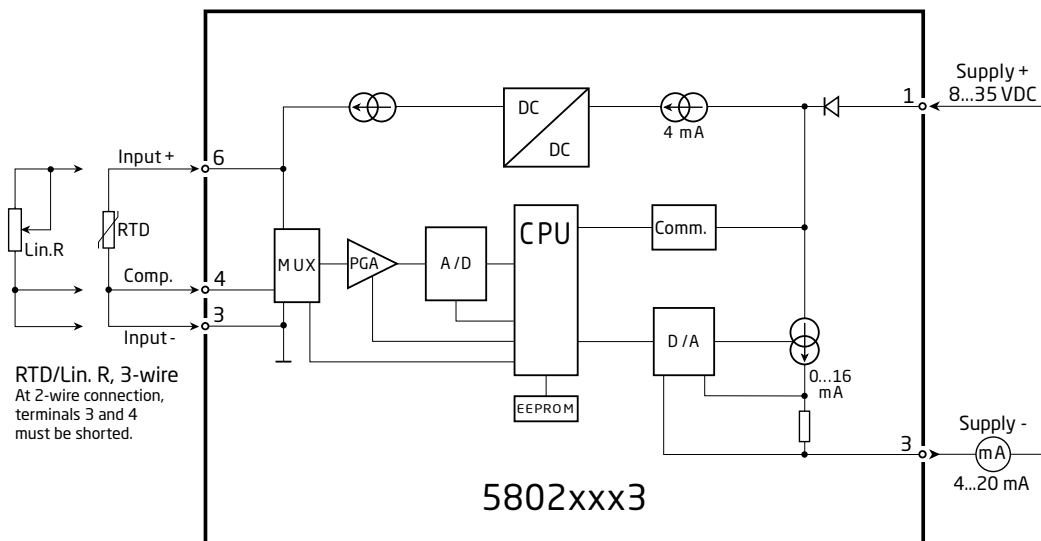 Supply +
8...35 VDC
1
DC
DC
4 mA
Input +
6
RTD
Lin.R
CPU
Comm.
MUX
PGA
A/D
Comp.
4
3
Input -
D/A
0...16
mA
RTD/Lin. R, 3-wire
At 2-wire connection,
terminals 3 and 4
must be shorted.
EEPROM
Supply -
3
mA
4...20 mA
5802xxx3